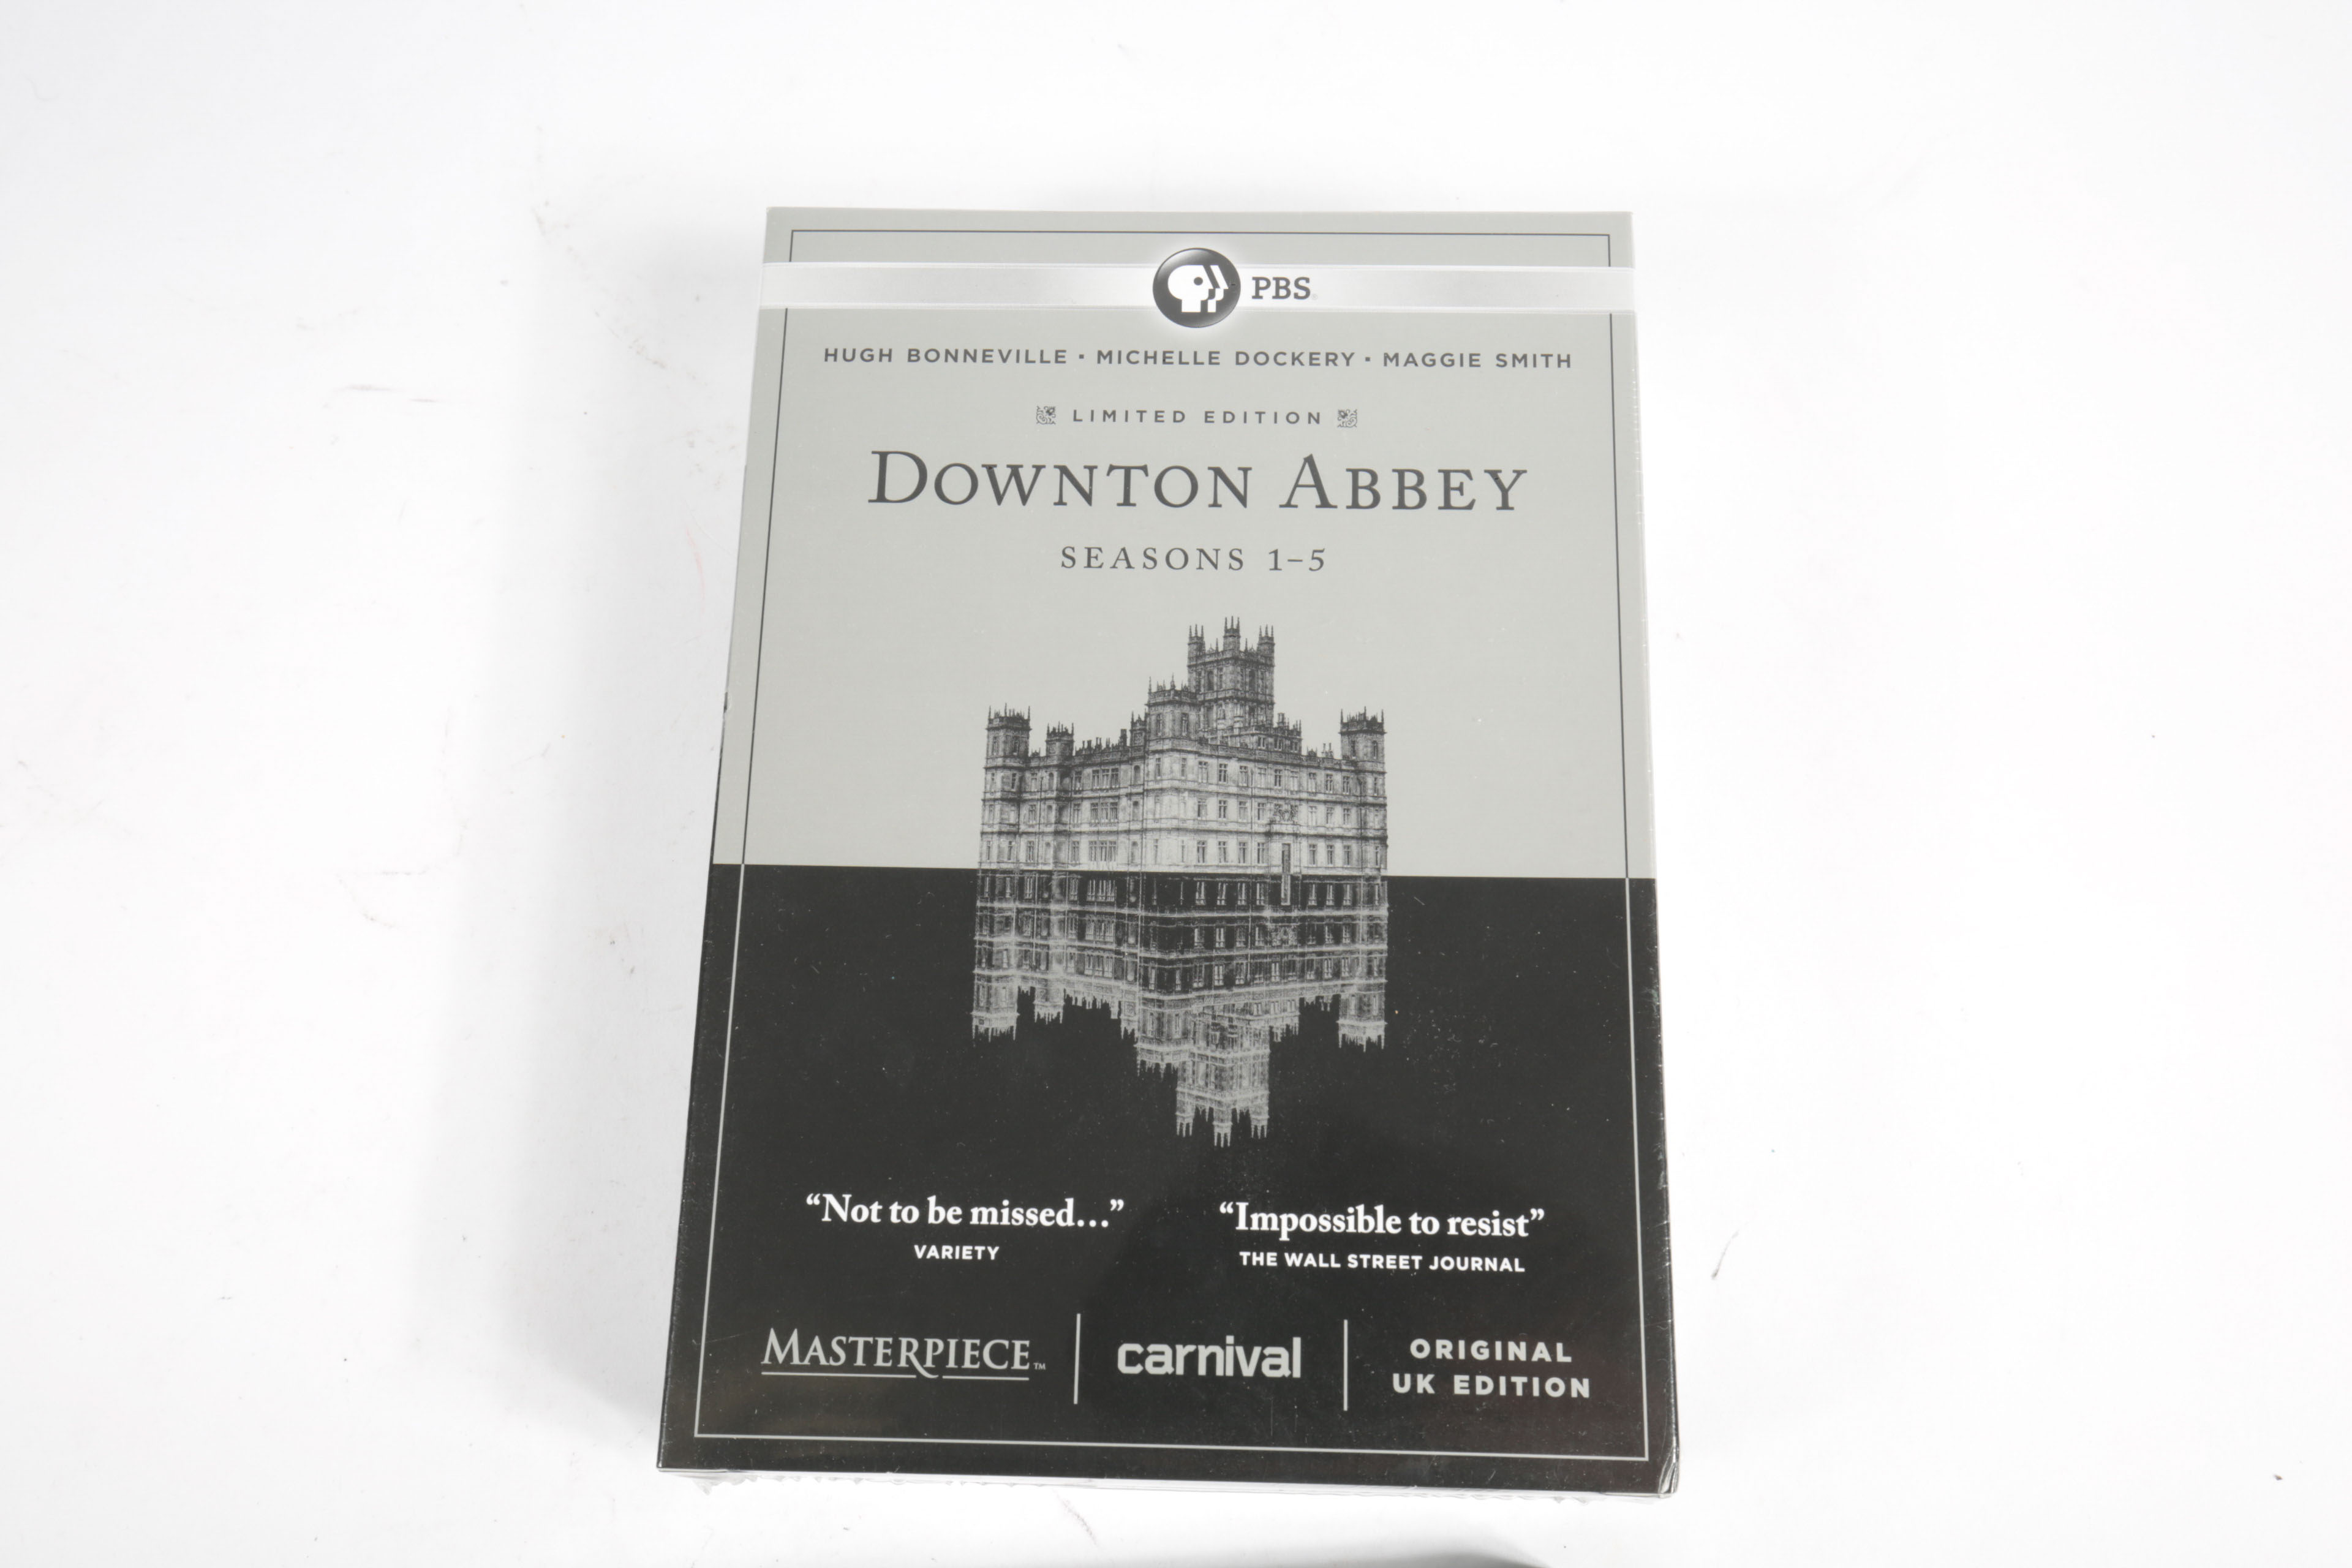 PBS
HUGH BONNEVILLE · MICHELLE DOCKERY · MAGGIE SMITH
LIMITED EDITION
DOWNTON ABBEY
SEASONS 1–5
“Not to be missed...”
VARIETY
“Impossible to resist”
THE WALL STREET JOURNAL
MASTERPIECE™
carnival
ORIGINAL
UK EDITION